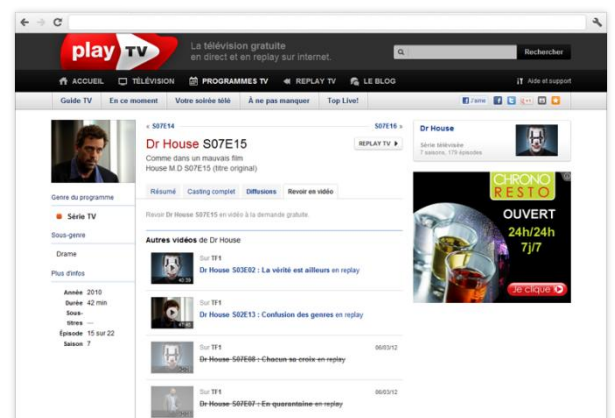 play TV
La télévision gratuite
en direct et en replay sur internet.
Rechercher
ACCUEIL TÉLÉVISION PROGRAMMES TV REPLAY TV LE BLOG
Aide et support
Guide TV En ce moment Votre soirée télé À ne pas manquer Top Live!
J'aime
« S07E14
S07E16 »
Dr House S07E15
REPLAY TV
Comme dans un mauvais film
House M.D S07E15 (titre original)
Résumé Casting complet Diffusions Revoir en vidéo
Revoir Dr House S07E15 en vidéo à la demande gratuite.
Autres vidéos de Dr House
Sur TF1
Dr House S03E02 : La vérité est ailleurs en replay
Sur TF1
Dr House S02E13 : Confusion des genres en replay
Sur TF1
06/03/12
Dr House S07E08 : Chacun sa croix en replay
Sur TF1
06/03/12
Dr House S07E07 : En quarantaine en replay
Genre du programme
Série TV
Sous-genre
Drame
Plus d'infos
Année 2010
Durée 42 min
Sous-
titres —
Épisode 15 sur 22
Saison 7
Dr House
Série télévisée
7 saisons, 179 épisodes
CHRONO
RESTO
OUVERT
24h/24h
7j/7
Je clique